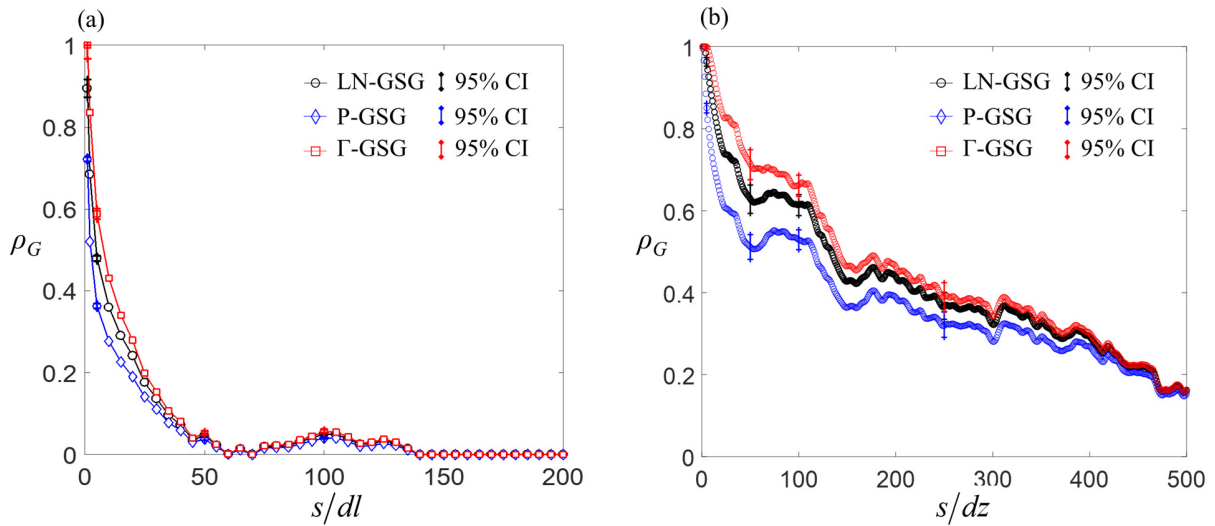 (a)
1
0.8
0.6
0.4
0.2
0
ρG
LN-GSG 95% CI
P-GSG 95% CI
Γ-GSG 95% CI
0 50 100 150 200
s/dl
(b)
1
0.8
0.6
0.4
0.2
0
ρG
LN-GSG 95% CI
P-GSG 95% CI
Γ-GSG 95% CI
0 100 200 300 400 500
s/dz